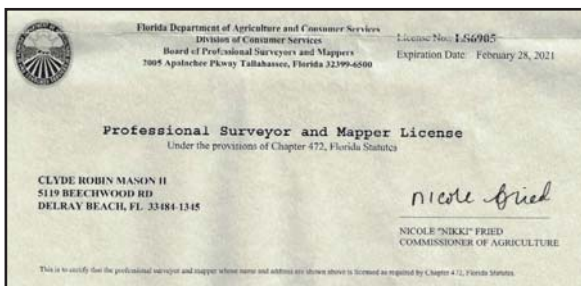 Florida Department of Agriculture and Consumer Services
Division of Consumer Services
Board of Professional Surveyors and Mappers
2005 Apalachee Pkway Tallahassee, Florida 32399-6500
License No.: LS6905
Expiration Date: February 28, 2021
Professional Surveyor and Mapper License
Under the provisions of Chapter 472, Florida Statutes
CLYDE ROBIN MASON II
5119 BEECHWOOD RD
DELRAY BEACH, FL 33484-1345
Nicole Fried
NICOLE "NIKKI" FRIED
COMMISSIONER OF AGRICULTURE
This is to certify that the professional surveyor and mapper whose name and address are shown above is licensed as required by Chapter 472, Florida Statutes